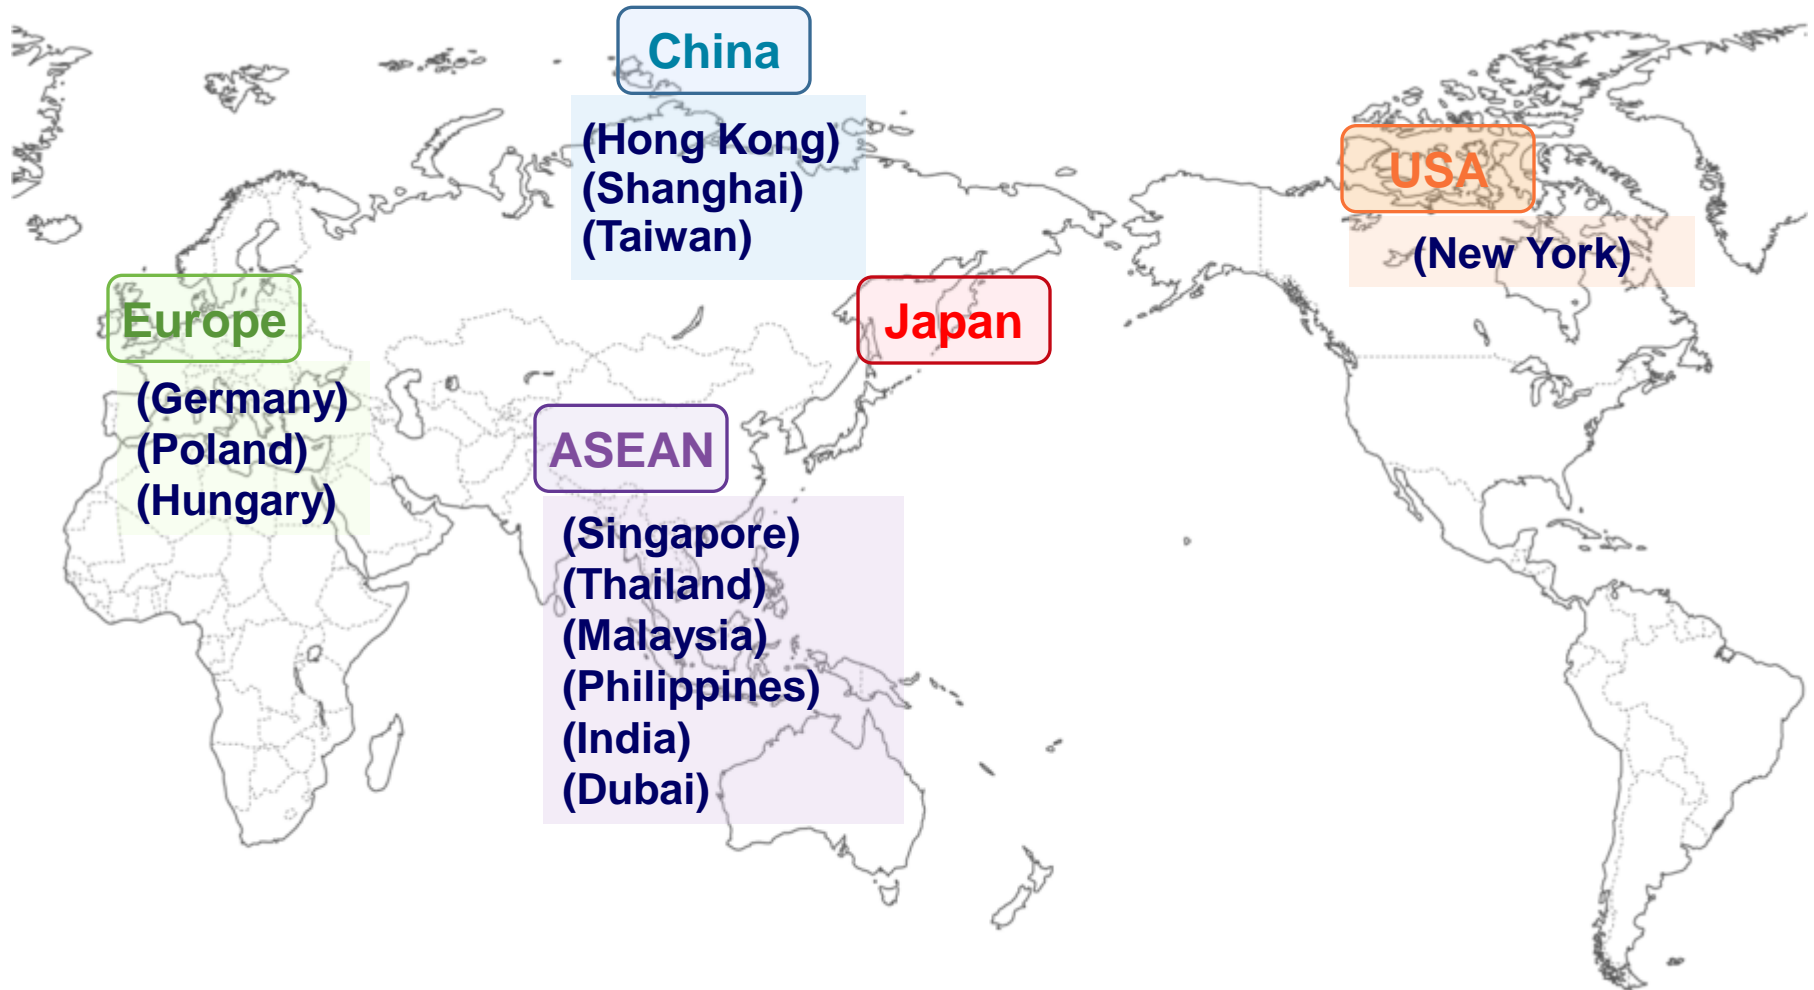 China
(Hong Kong)
(Shanghai)
(Taiwan)
USA
(New York)
Europe
(Germany)
(Poland)
(Hungary)
Japan
ASEAN
(Singapore)
(Thailand)
(Malaysia)
(Philippines)
(India)
(Dubai)